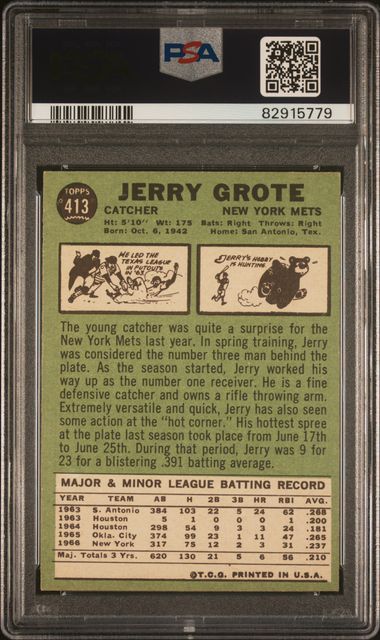 PSA
82915779
TOPPS
413
JERRY GROTE
CATCHER NEW YORK METS
Ht: 5'10" Wt: 175 Bats: Right Throws: Right
Born: Oct. 6, 1942 Home: San Antonio, Tex.
WE LED THE
TEXAS LEAGUE
IN PUTOUTS
IN '63.
JERRY'S HOBBY
IS HUNTING.
The young catcher was quite a surprise for the
New York Mets last year. In spring training, Jerry
was considered the number three man behind the
plate. As the season started, Jerry worked his
way up as the number one receiver. He is a fine
defensive catcher and owns a rifle throwing arm.
Extremely versatile and quick, Jerry has also seen
some action at the "hot corner." His hottest spree
at the plate last season took place from June 17th
to June 25th. During that period, Jerry was 9 for
23 for a blistering .391 batting average.
MAJOR & MINOR LEAGUE BATTING RECORD
YEAR TEAM AB H 2B 3B HR RBI AVG.
1963 S. Antonio 384 103 22 5 24 62 .268
1963 Houston 5 1 0 0 0 1 .200
1964 Houston 298 54 9 3 3 24 .181
1965 Okla. City 374 99 23 1 11 47 .265
1966 New York 317 75 12 2 3 31 .237
Maj. Totals 3 Yrs. 620 130 21 5 6 56 .210
©T.C.G. PRINTED IN U.S.A.